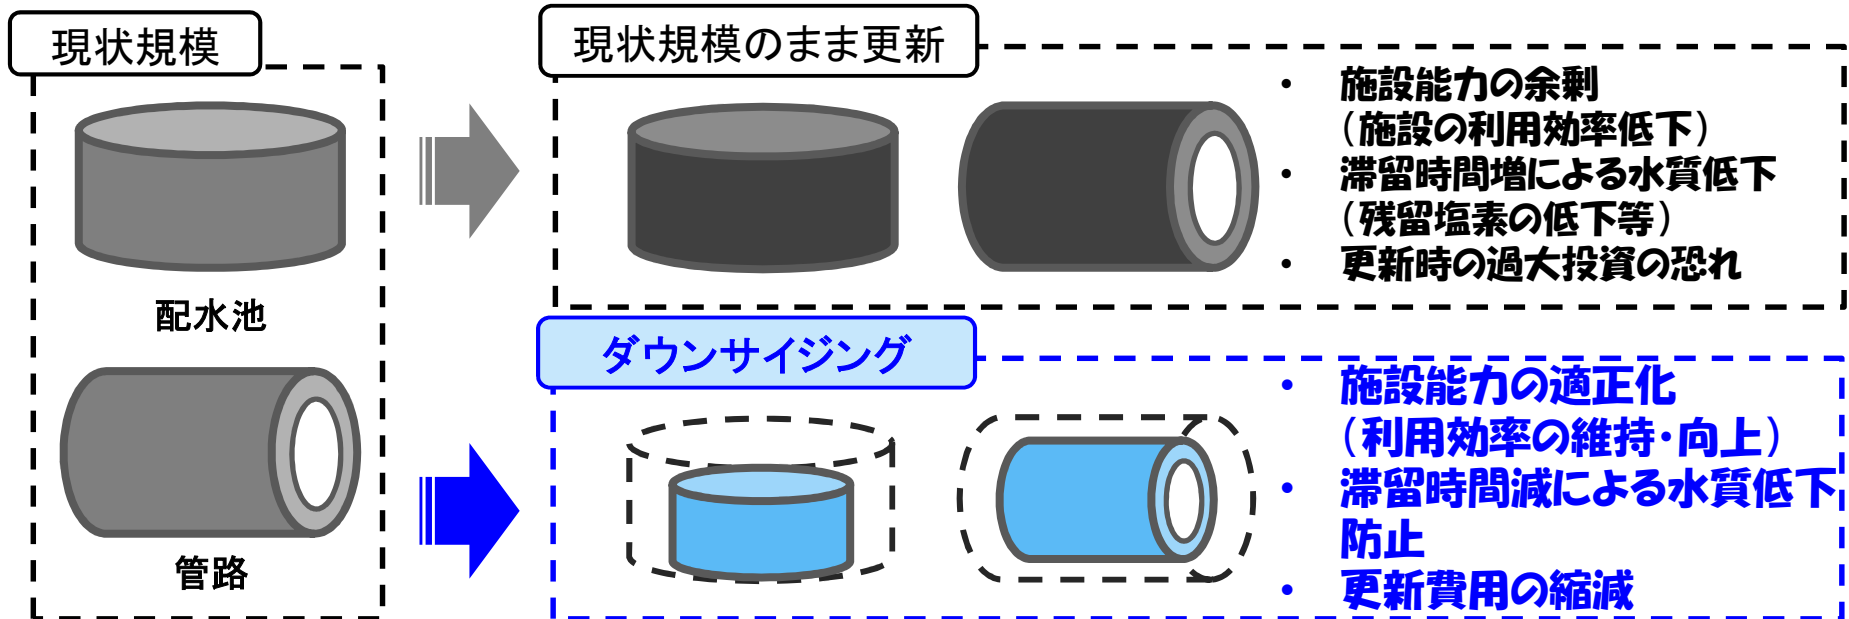 現状規模
配水池
管路
現状規模のまま更新
・ 施設能力の余剰
（施設の利用効率低下）
・ 滞留時間増による水質低下
（残留塩素の低下等）
・ 更新時の過大投資の恐れ
ダウンサイジング
・ 施設能力の適正化
（利用効率の維持・向上）
・ 滞留時間減による水質低下
防止
・ 更新費用の縮減